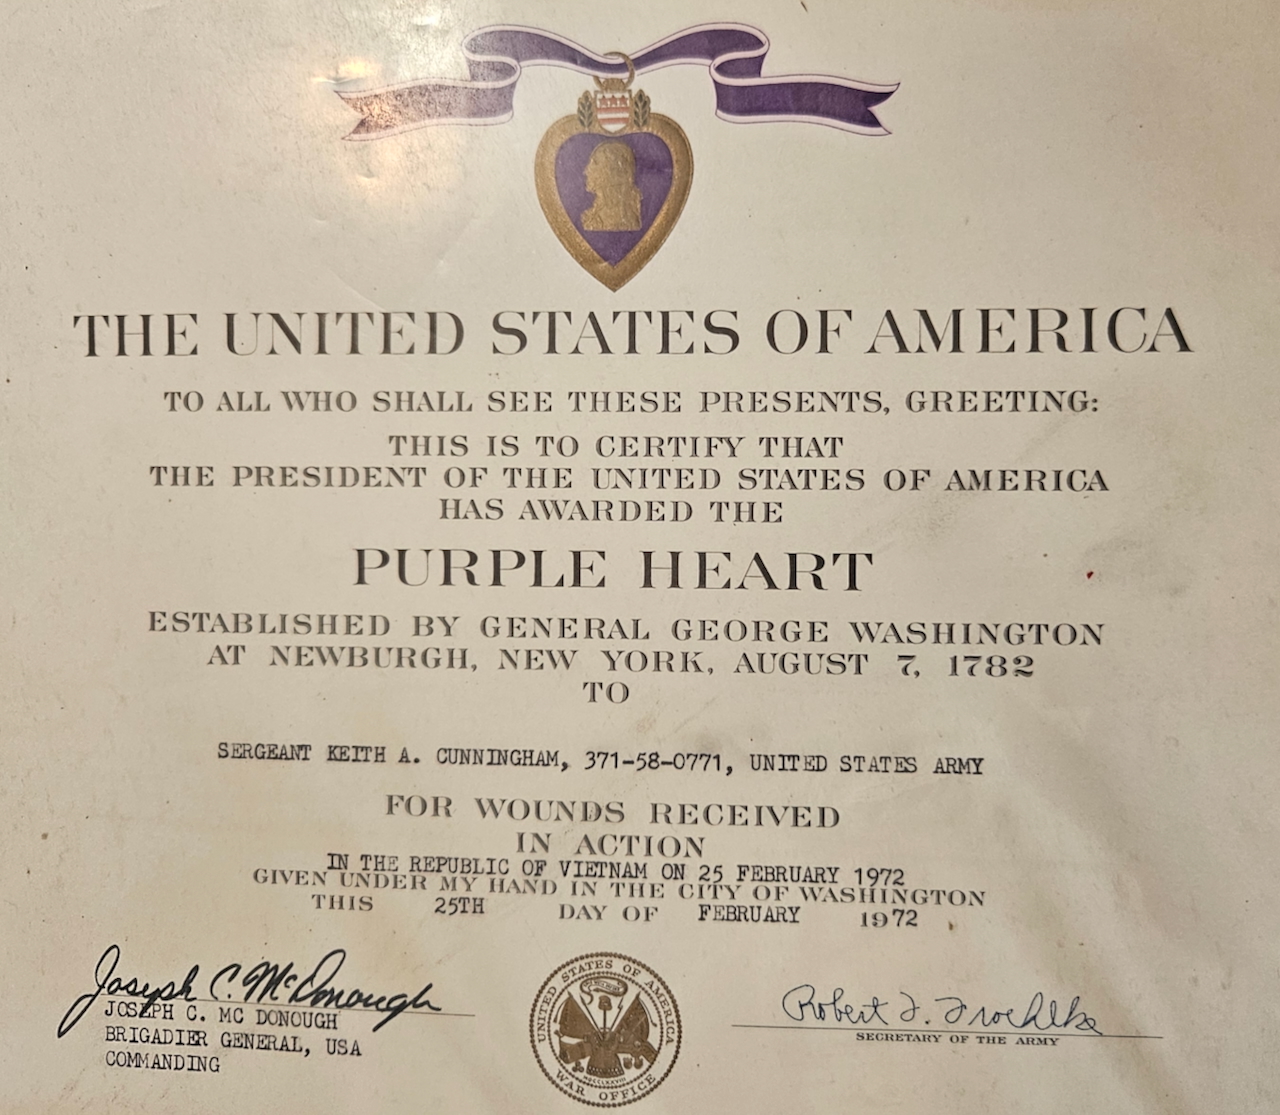 THE UNITED STATES OF AMERICA
TO ALL WHO SHALL SEE THESE PRESENTS, GREETING:
THIS IS TO CERTIFY THAT
THE PRESIDENT OF THE UNITED STATES OF AMERICA
HAS AWARDED THE
PURPLE HEART
ESTABLISHED BY GENERAL GEORGE WASHINGTON
AT NEWBURGH, NEW YORK, AUGUST 7, 1782
TO
SERGEANT KEITH A. CUNNINGHAM, 371-58-0771, UNITED STATES ARMY
FOR WOUNDS RECEIVED
IN ACTION
IN THE REPUBLIC OF VIETNAM ON 25 FEBRUARY 1972
GIVEN UNDER MY HAND IN THE CITY OF WASHINGTON
THIS 25TH DAY OF FEBRUARY 1972
Joseph C. McDonough
JOSEPH C. MC DONOUGH
BRIGADIER GENERAL, USA
COMMANDING
UNITED STATES OF AMERICA
MDCCLXXVIII
WAR OFFICE
Robert F. Froehlke
SECRETARY OF THE ARMY